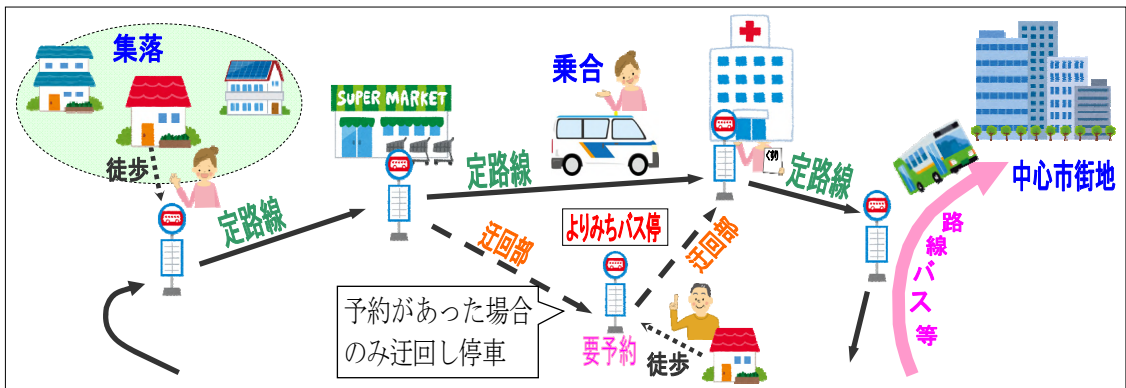 集落
徒歩
定路線
SUPER MARKET
定路線
乗合
くすり
定路線
中心市街地
迂回部
よりみちバス停
迂回部
予約があった場合
のみ迂回し停車
要予約
徒歩
路線バス等